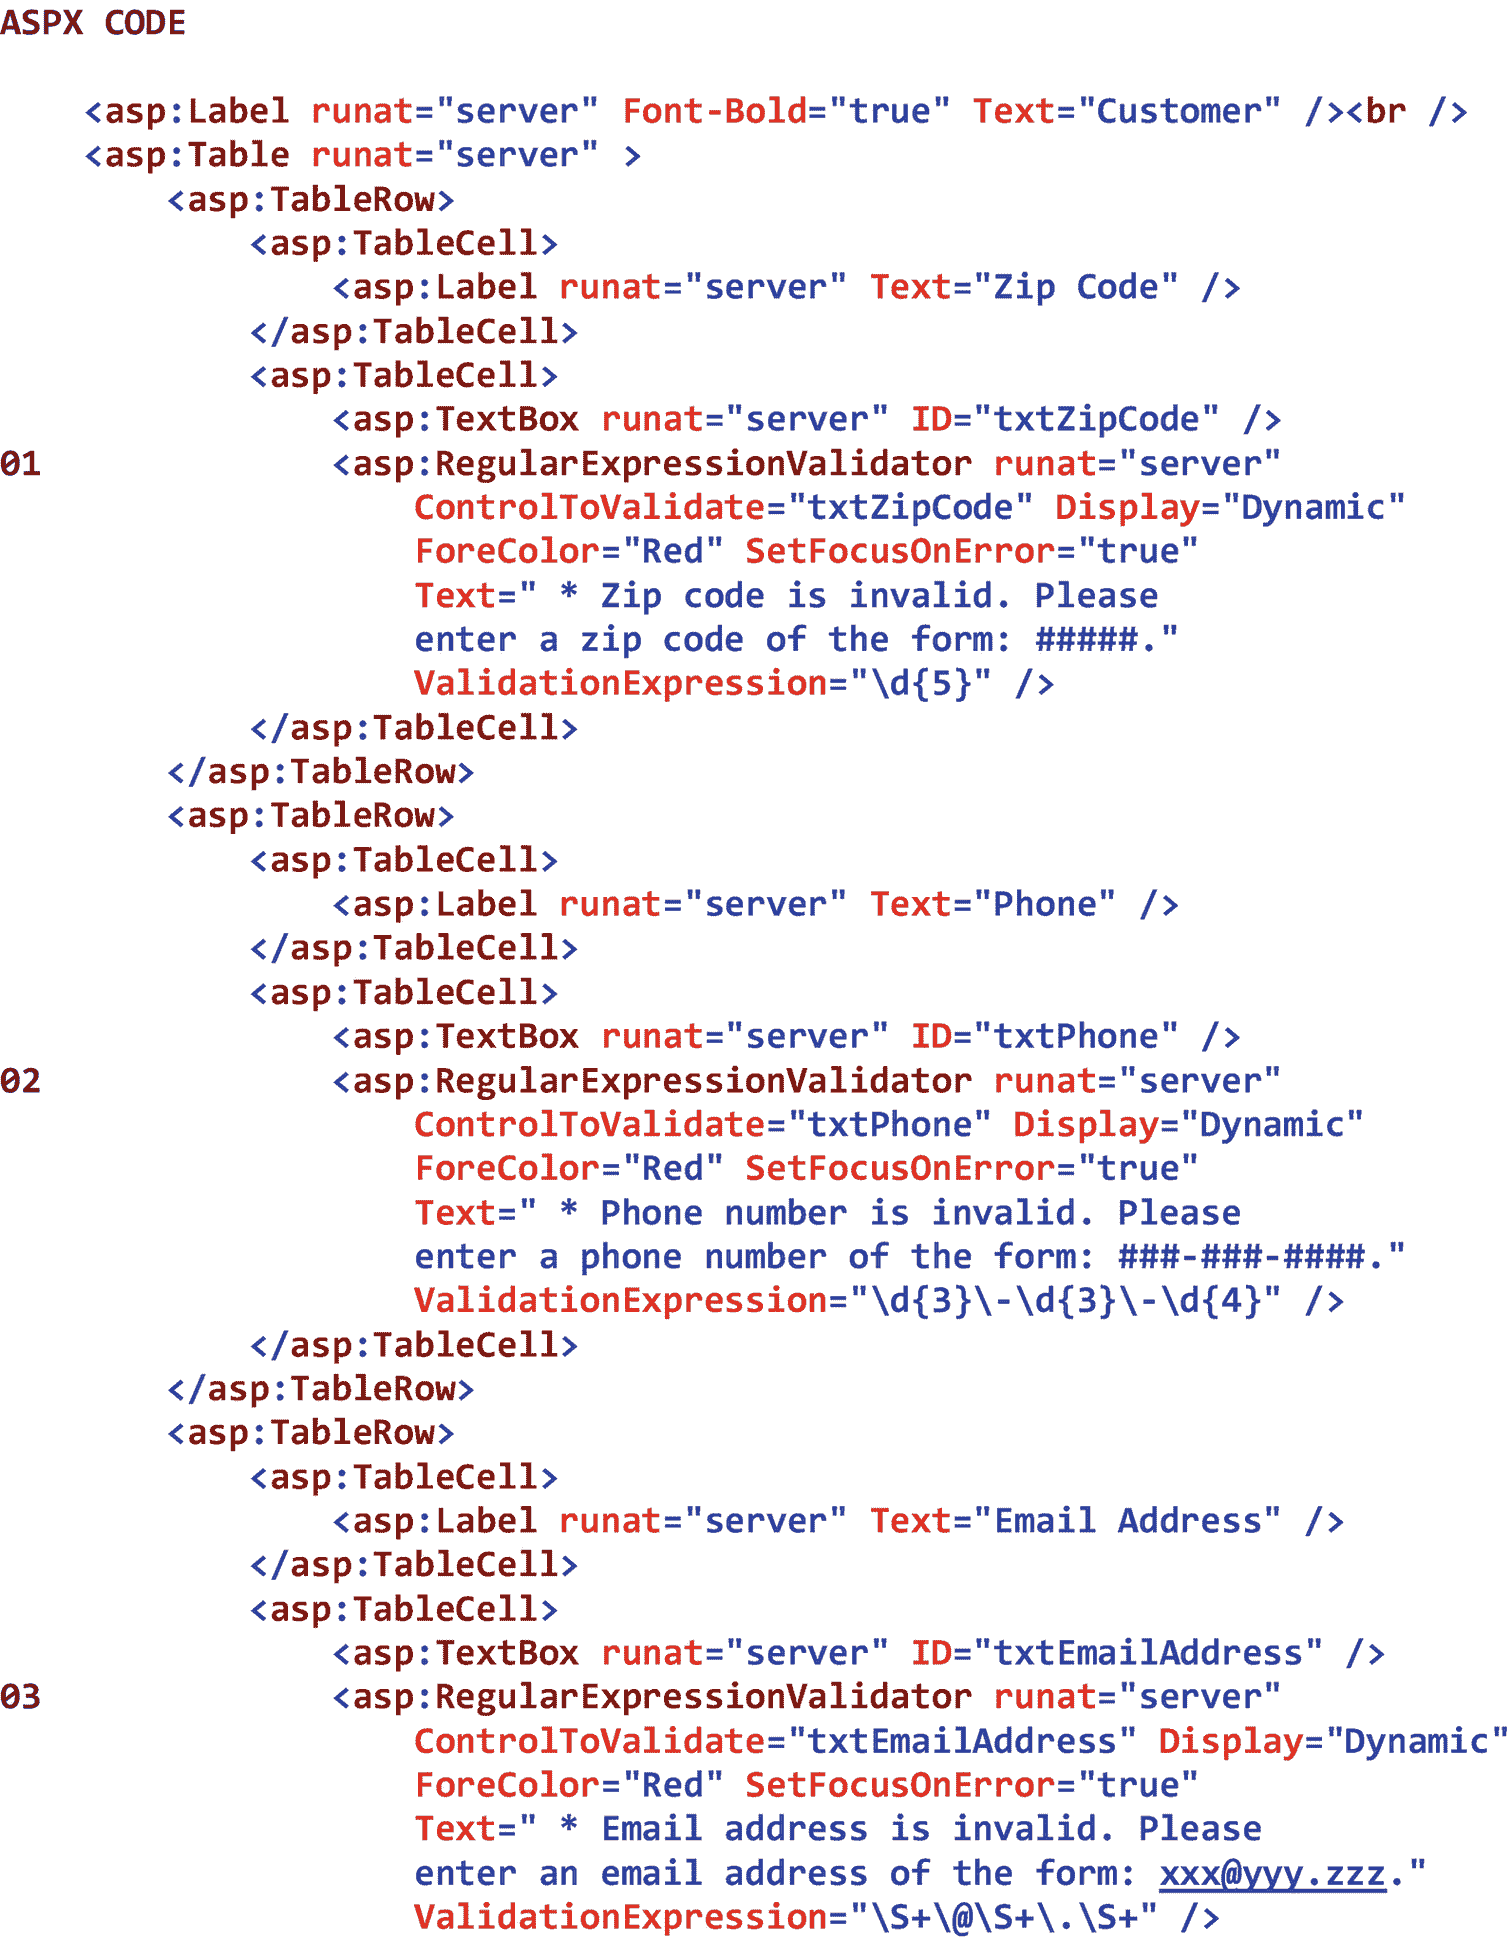 ASPX CODE
<asp:Label runat="server" Font-Bold="true" Text="Customer" /><br />
<asp:Table runat="server" >
<asp:TableRow>
<asp:TableCell>
<asp:Label runat="server" Text="Zip Code" />
</asp:TableCell>
<asp:TableCell>
<asp:TextBox runat="server" ID="txtZipCode" />
01 <asp:RegularExpressionValidator runat="server"
ControlToValidate="txtZipCode" Display="Dynamic"
ForeColor="Red" SetFocusOnError="true"
Text=" * Zip code is invalid. Please
enter a zip code of the form: #####."
ValidationExpression="\d{5}" />
</asp:TableCell>
</asp:TableRow>
<asp:TableRow>
<asp:TableCell>
<asp:Label runat="server" Text="Phone" />
</asp:TableCell>
<asp:TableCell>
<asp:TextBox runat="server" ID="txtPhone" />
02 <asp:RegularExpressionValidator runat="server"
ControlToValidate="txtPhone" Display="Dynamic"
ForeColor="Red" SetFocusOnError="true"
Text=" * Phone number is invalid. Please
enter a phone number of the form: ###-###-####."
ValidationExpression="\d{3}\-\d{3}\-\d{4}" />
</asp:TableCell>
</asp:TableRow>
<asp:TableRow>
<asp:TableCell>
<asp:Label runat="server" Text="Email Address" />
</asp:TableCell>
<asp:TableCell>
<asp:TextBox runat="server" ID="txtEmailAddress" />
03 <asp:RegularExpressionValidator runat="server"
ControlToValidate="txtEmailAddress" Display="Dynamic"
ForeColor="Red" SetFocusOnError="true"
Text=" * Email address is invalid. Please
enter an email address of the form: xxx@yyy.zzz."
ValidationExpression="\S+\@\S+\.\S+" />